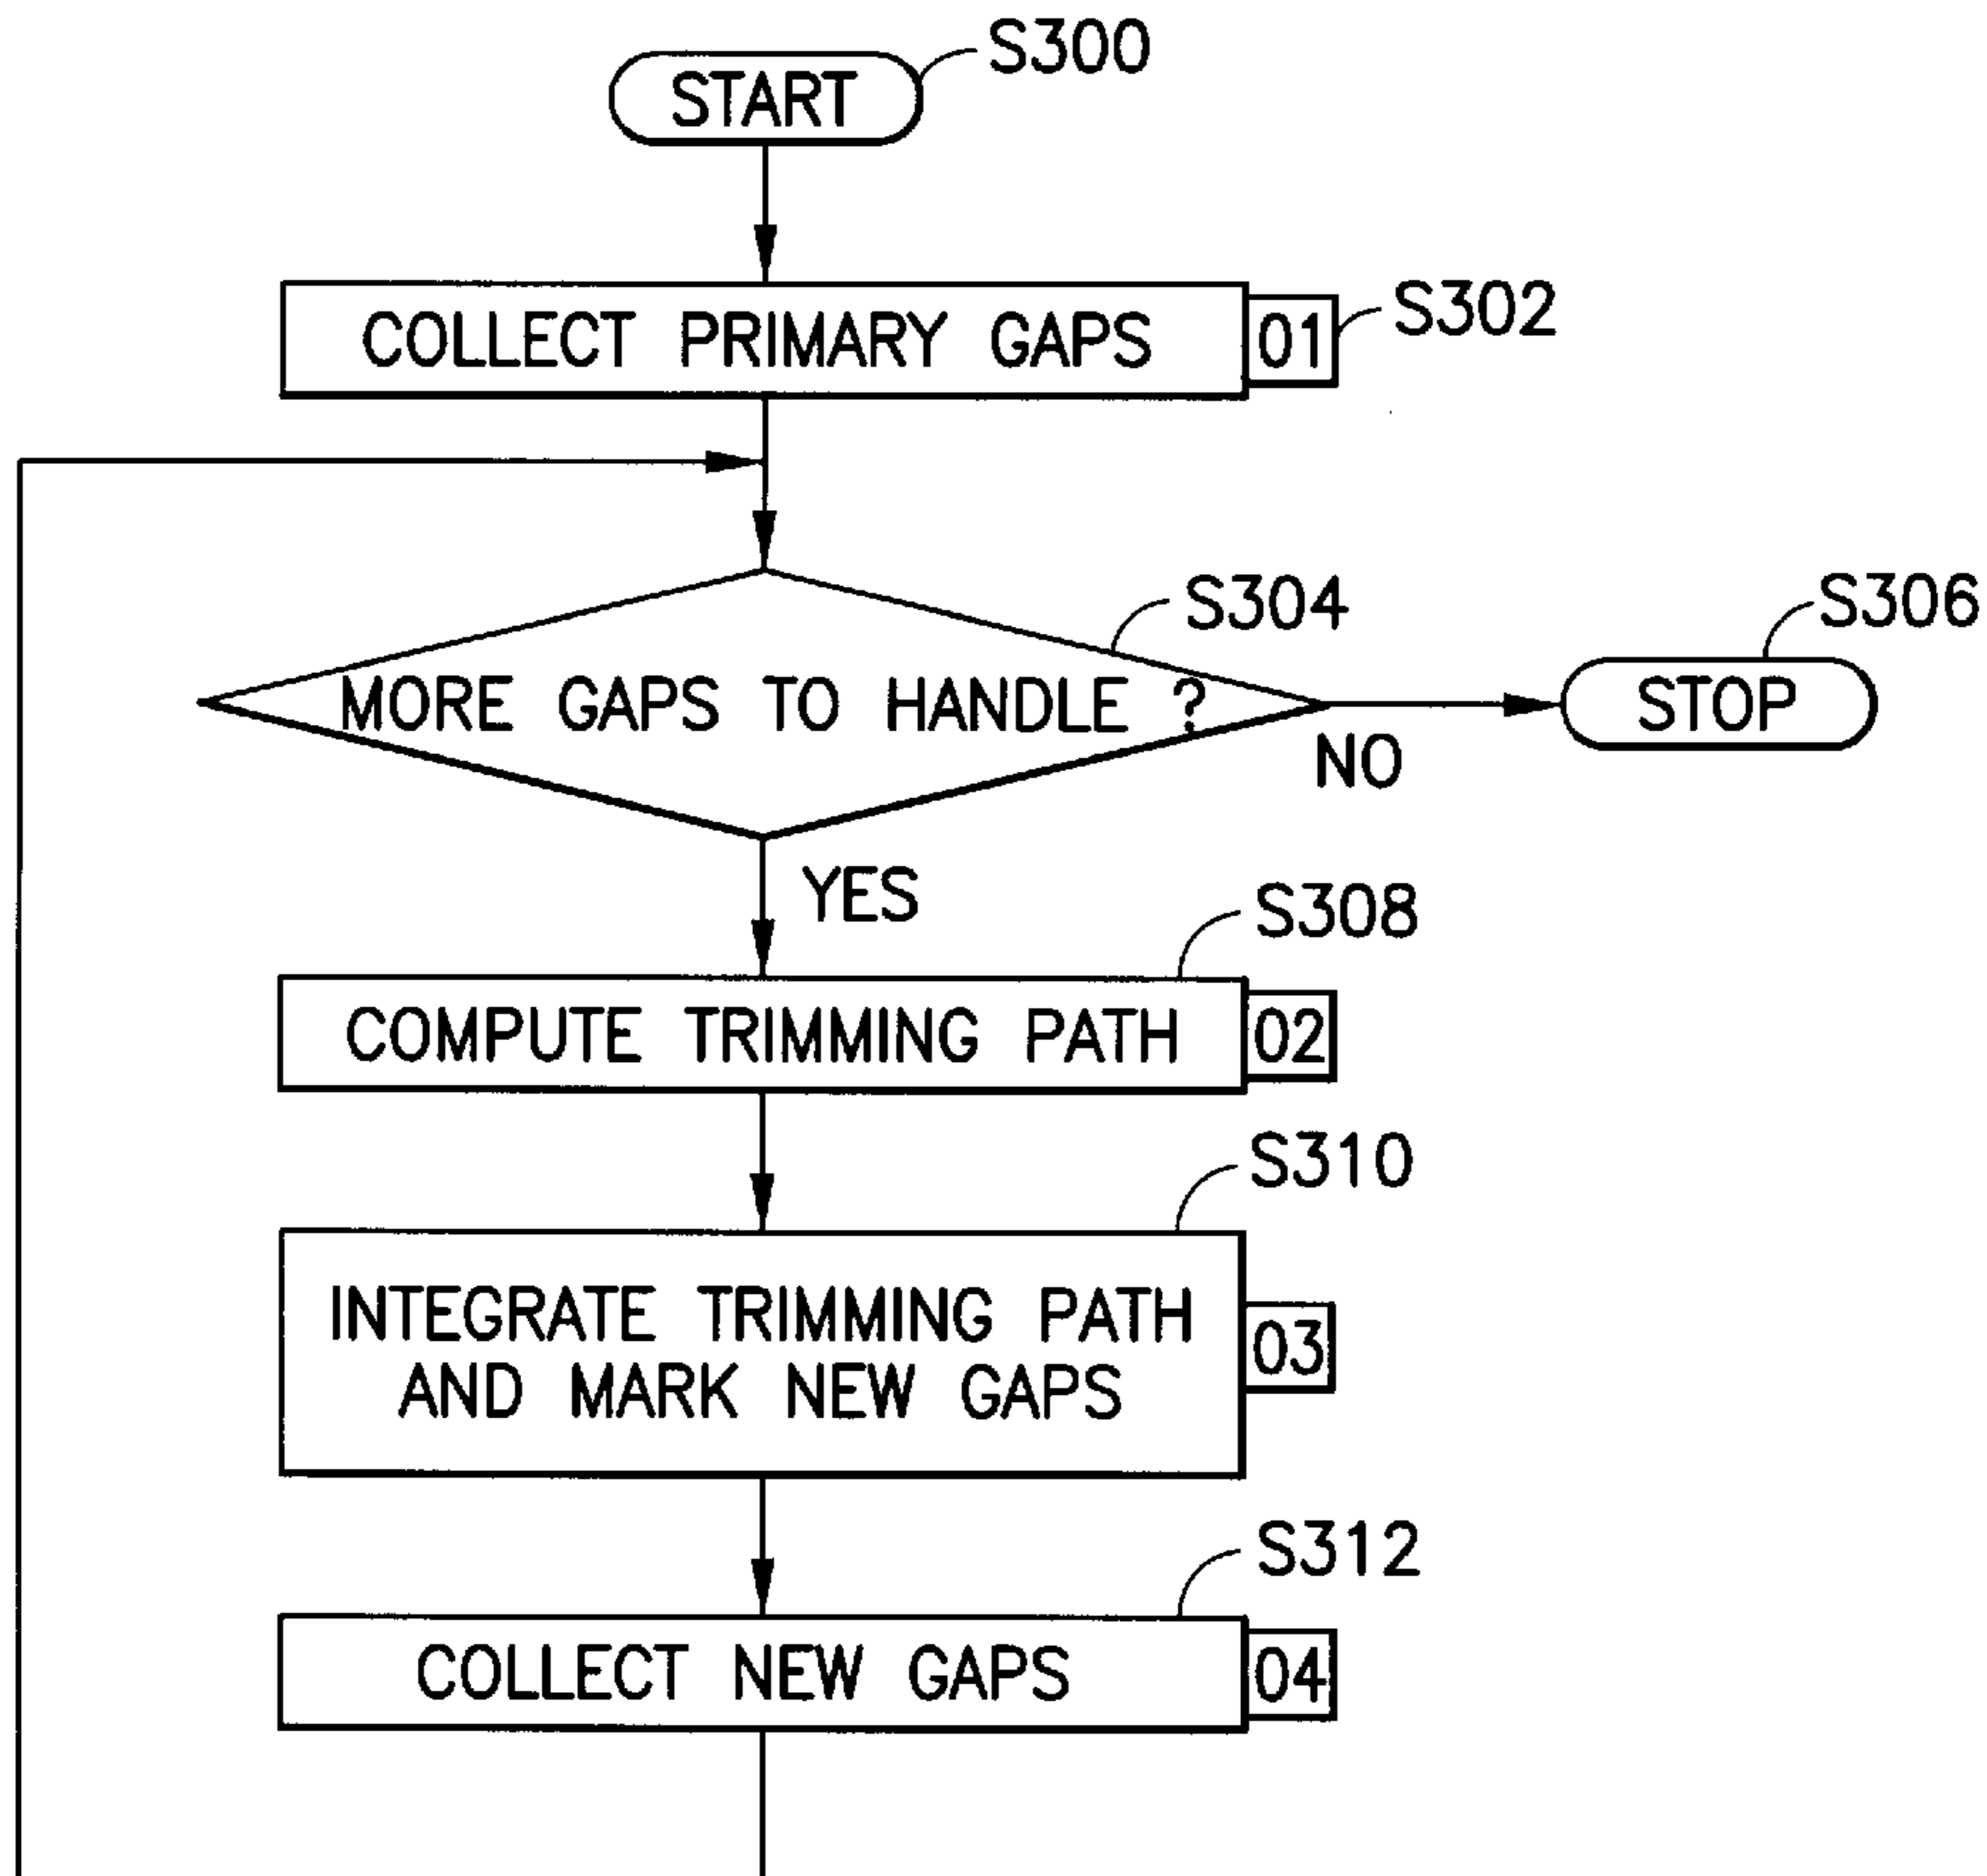 START
S300
COLLECT PRIMARY GAPS
01
S302
S304
MORE GAPS TO HANDLE ?
S306
STOP
NO
YES
S308
COMPUTE TRIMMING PATH
02
S310
INTEGRATE TRIMMING PATH
AND MARK NEW GAPS
03
S312
COLLECT NEW GAPS
04